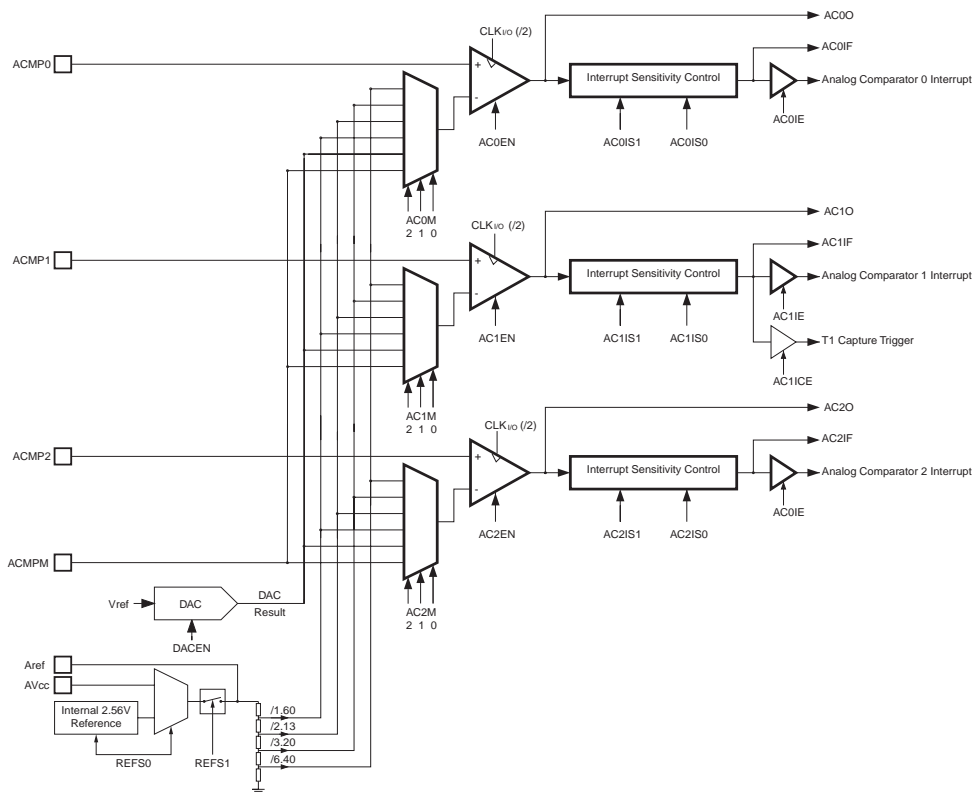 AC0O
CLKI/O (/2)
AC0IF
ACMP0
+
Interrupt Sensitivity Control
Analog Comparator 0 Interrupt
-
AC0IE
AC0EN
AC0IS1
AC0IS0
AC0M
2 1 0
AC1O
CLKI/O (/2)
AC1IF
ACMP1
+
Interrupt Sensitivity Control
Analog Comparator 1 Interrupt
-
AC1IE
AC1EN
AC1IS1
AC1IS0
T1 Capture Trigger
AC1ICE
AC1M
2 1 0
AC2O
CLKI/O (/2)
AC2IF
ACMP2
+
Interrupt Sensitivity Control
Analog Comparator 2 Interrupt
-
AC0IE
AC2EN
AC2IS1
AC2IS0
ACMPM
DAC
Vref
DAC
Result
AC2M
2 1 0
DACEN
Aref
AVcc
Internal 2.56V
Reference
/1.60
/2.13
/3.20
/6.40
REFS0
REFS1